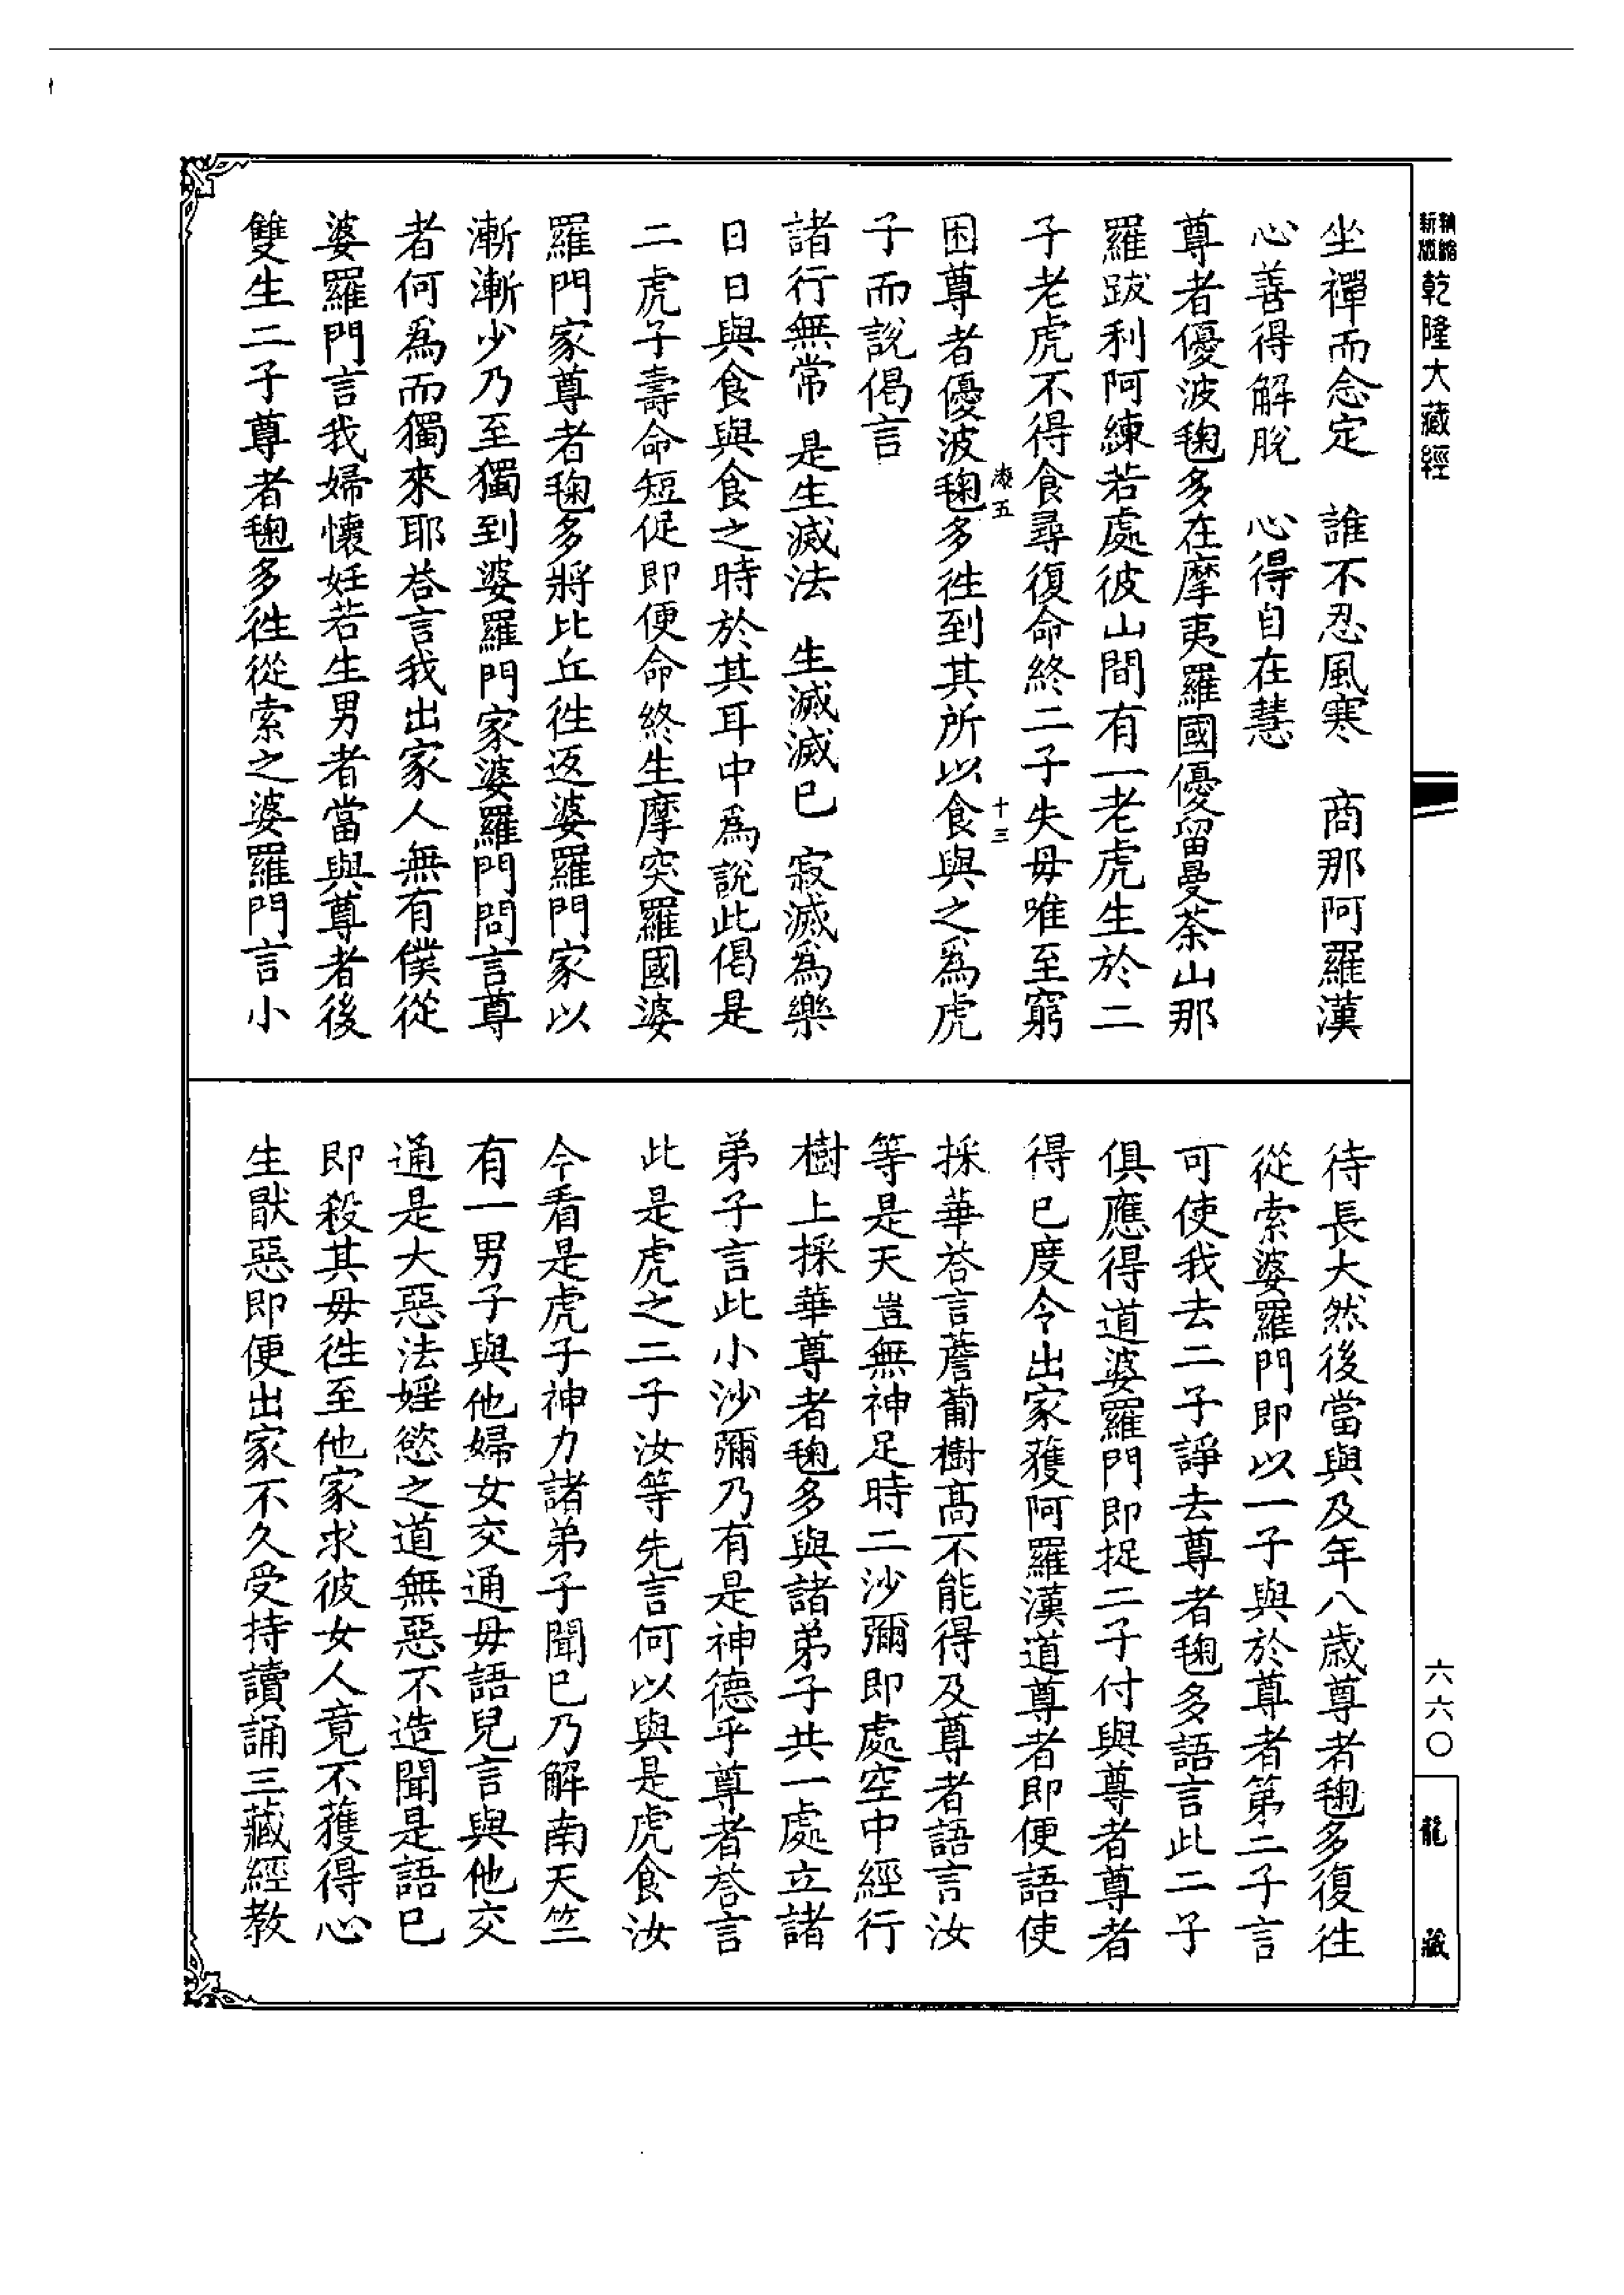 精縮新版乾隆大藏經
坐禪而念定　誰不忍風寒　商那阿羅漢
心善得解脫　心得自在慧
尊者優波毱多在摩夷羅國優留曼荼山那
羅跋利阿練若處彼山間有一老虎生於二
子老虎不得食尋復命終二子失母唯至窮
困尊者優波毱多徃到其所以食與之爲虎
子而說偈言
諸行無常　是生滅法　生滅滅已　寂滅爲樂
日日與食與食之時於其耳中爲說此偈是
二虎子壽命短促即便命終生摩突羅國婆
羅門家尊者毱多將比丘徃返婆羅門家以
漸漸少乃至獨到婆羅門家婆羅門問言尊
者何爲而獨來耶荅言我出家人無有僕從
婆羅門言我婦懷妊若生男者當與尊者後
雙生二子尊者毱多徃從索之婆羅門言小
待長大然後當與及年八歲尊者毱多復徃
從索婆羅門即以一子與於尊者第二子言
可使我去二子諍去尊者毱多語言此二子
俱應得道婆羅門即捉二子付與尊者尊者
得已度令出家獲阿羅漢道尊者即便語使
採華荅言薝蔔樹高不能得及尊者語言汝
等是天豈無神足時二沙彌即處空中經行
樹上採華尊者毱多與諸弟子共一處立諸
弟子言此小沙彌乃有是神德乎尊者荅言
此是虎之二子汝等先言何以與是虎食汝
今看是虎子神力諸弟子聞已乃解南天竺
有一男子與他婦女交通母語兒言與他交
通是大惡法婬慾之道無惡不造聞是語已
即殺其母徃至他家求彼女人竟不獲得心
生猒惡即便出家不久受持讀誦三藏經教
五
十三
六六〇
龍藏